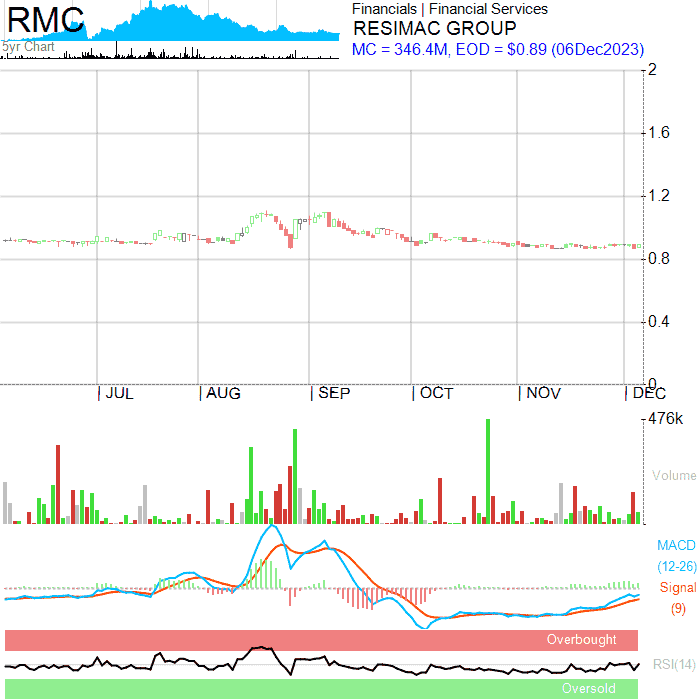 RMC
5yr Chart
Financials | Financial Services
RESIMAC GROUP
MC = 346.4M, EOD = $0.89 (06Dec2023)
2
1.6
1.2
0.8
0.4
0
| JUL | AUG | SEP | OCT | NOV | DEC
476k
Volume
MACD
(12-26)
Signal
(9)
Overbought
RSI(14)
Oversold